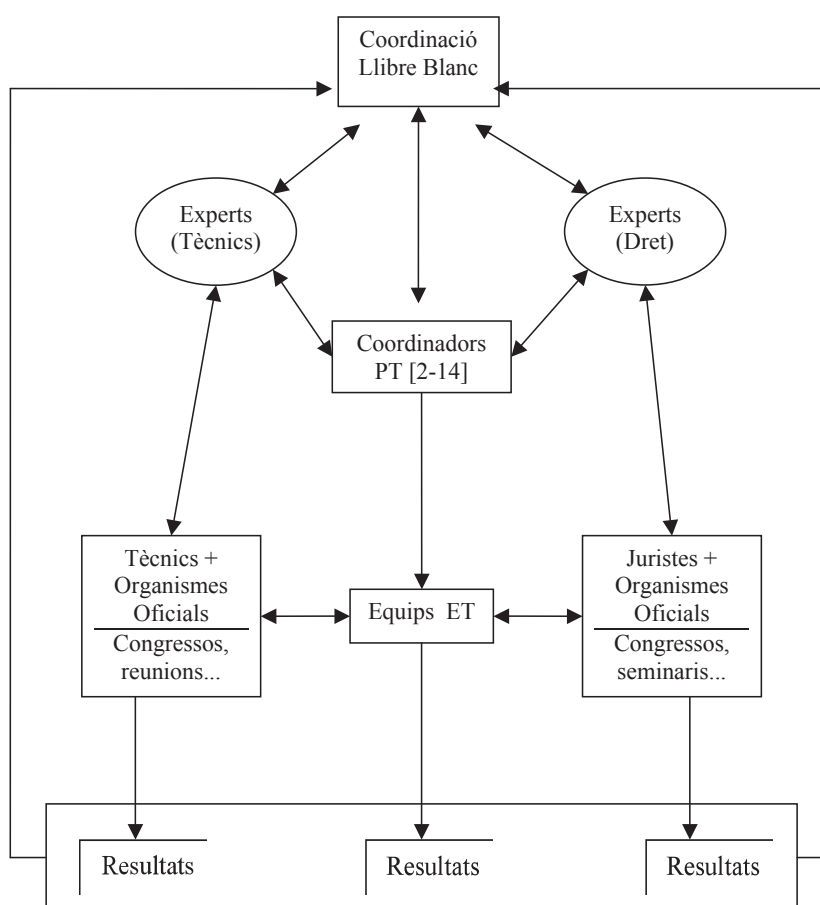 Coordinació
Llibre Blanc
Experts
(Tècnics)
Experts
(Dret)
Coordinadors
PT [2-14]
Tècnics +
Organismes
Oficials
Congressos,
reunions...
Equips ET
Juristes +
Organismes
Oficials
Congressos,
seminaris...
Resultats
Resultats
Resultats